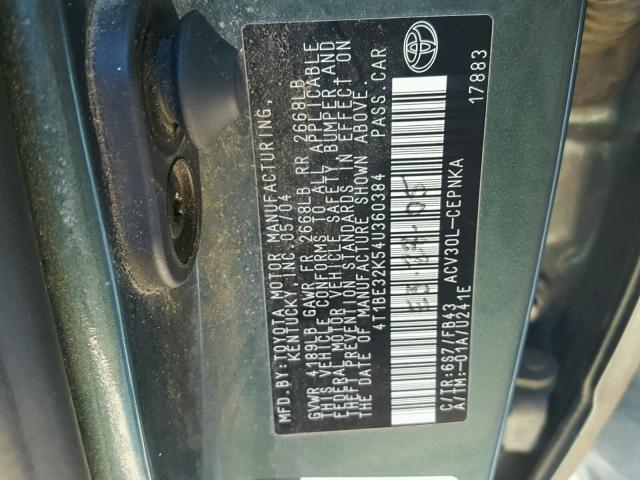 MFD.BY:TOYOTA MOTOR MANUFACTURING,
KENTUCKY, INC. 05/04
GVWR 4189LB GAWR FR 2668LB RR 2668LB
THIS VEHICLE CONFORMS TO ALL APPLICABLE
FEDERAL MOTOR VEHICLE SAFETY, BUMPER, AND
THEFT PREVENTION STANDARDS IN EFFECT ON
THE DATE OF MANUFACTURE SHOWN ABOVE.
4T1BE32K54U360384 PASS. CAR
C/TR:6S7/FB43 ACV30L-CEPNKA
A/TM:-01A/U241E
17883